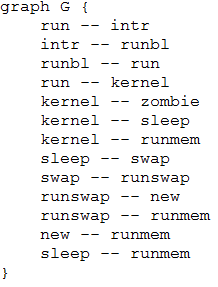 graph G {
run -- intr
intr -- runbl
runbl -- run
run -- kernel
kernel -- zombie
kernel -- sleep
kernel -- runmem
sleep -- swap
swap -- runswap
runswap -- new
runswap -- runmem
new -- runmem
sleep -- runmem
}